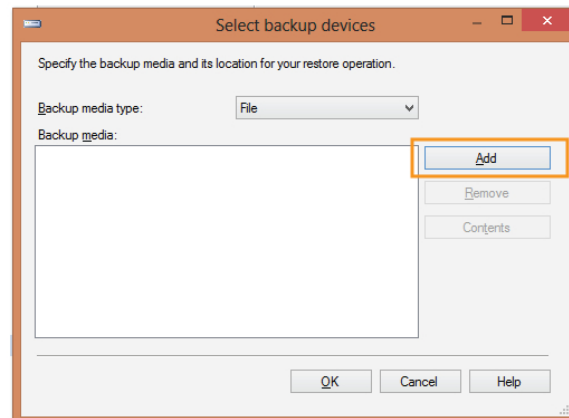 Select backup devices
Specify the backup media and its location for your restore operation.
Backup media type: File
Backup media:
Add
Remove
Contents
OK Cancel Help